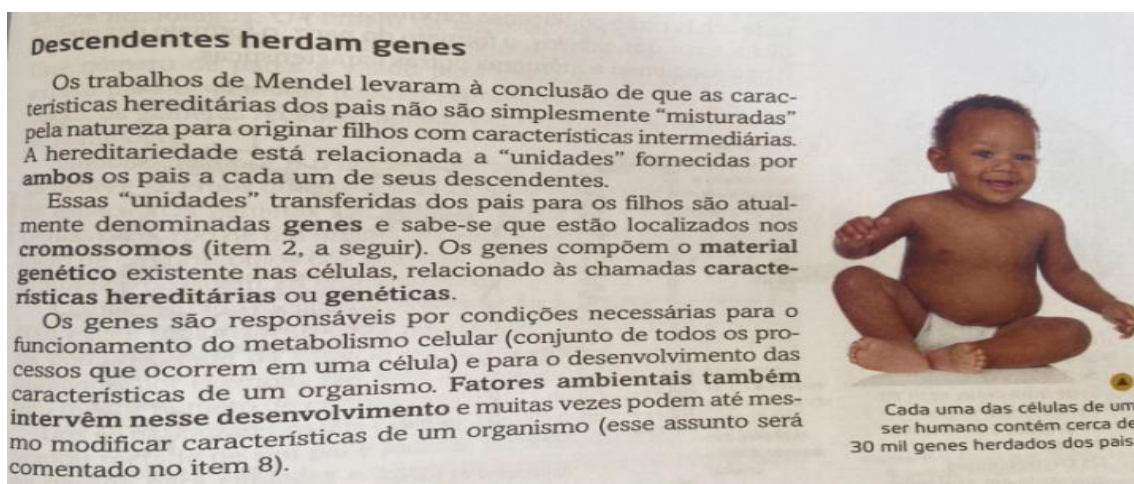 Descendentes herdam genes
Os trabalhos de Mendel levaram à conclusão de que as carac-
terísticas hereditárias dos pais não são simplesmente “misturadas”
pela natureza para originar filhos com características intermediárias.
A hereditariedade está relacionada a “unidades” fornecidas por
ambos os pais a cada um de seus descendentes.
Essas “unidades” transferidas dos pais para os filhos são atual-
mente denominadas genes e sabe-se que estão localizados nos
cromossomos (item 2, a seguir). Os genes compõem o material
genético existente nas células, relacionado às chamadas caracte-
rísticas hereditárias ou genéticas.
Os genes são responsáveis por condições necessárias para o
funcionamento do metabolismo celular (conjunto de todos os pro-
cessos que ocorrem em uma célula) e para o desenvolvimento das
características de um organismo. Fatores ambientais também
intervêm nesse desenvolvimento e muitas vezes podem até mes-
mo modificar características de um organismo (esse assunto será
comentado no item 8).
Cada uma das células de um
ser humano contém cerca de
30 mil genes herdados dos pais